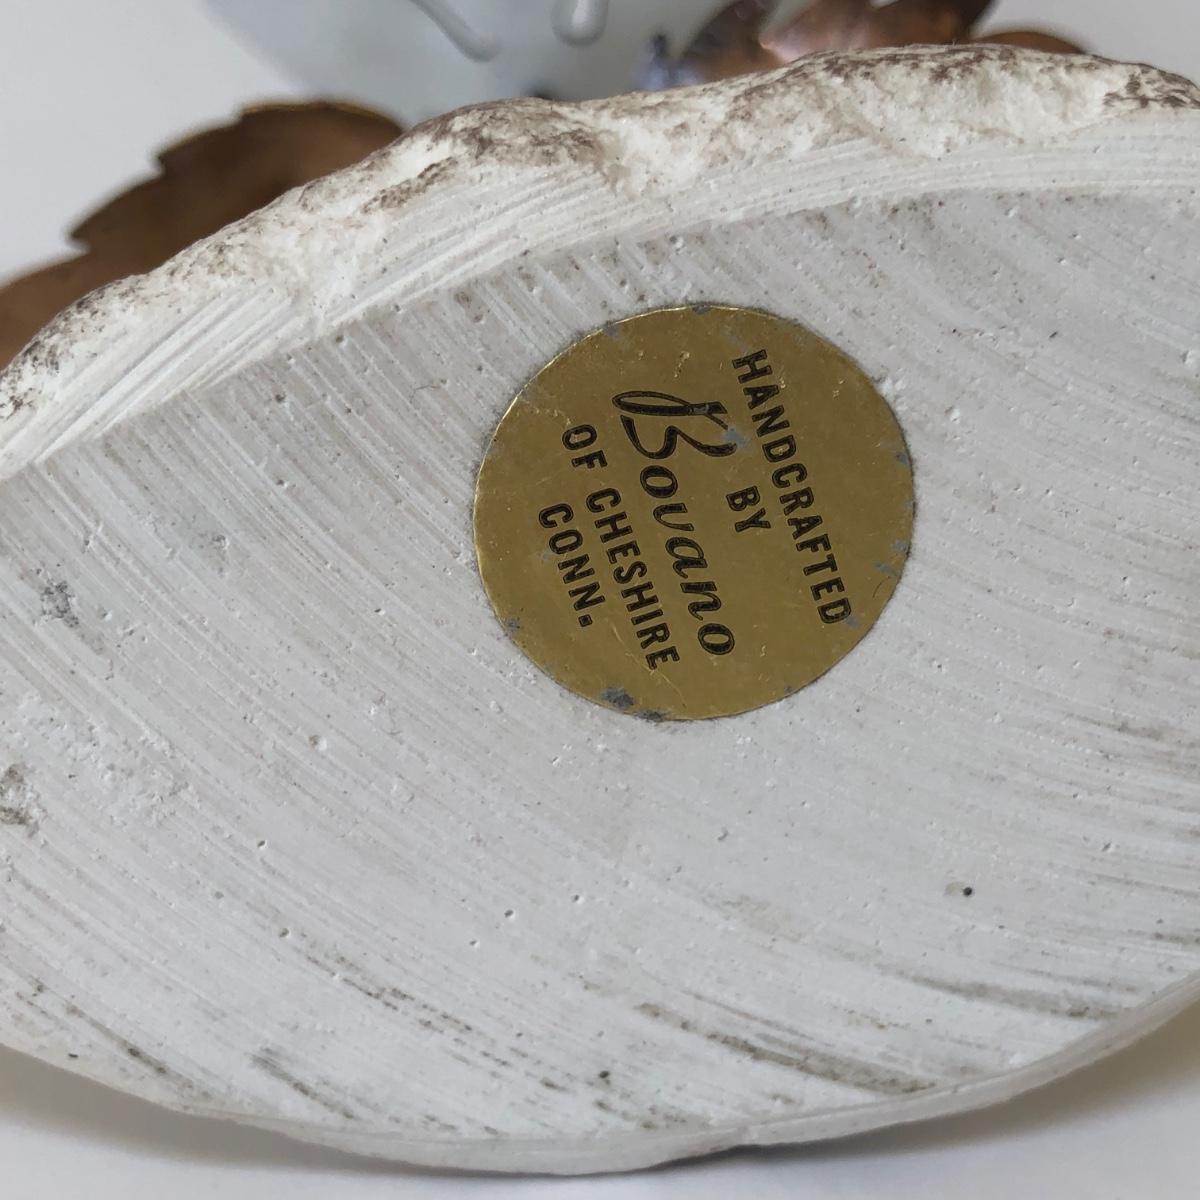 HANDCRAFTED
BY
Bovano
OF CHESHIRE
CONN.